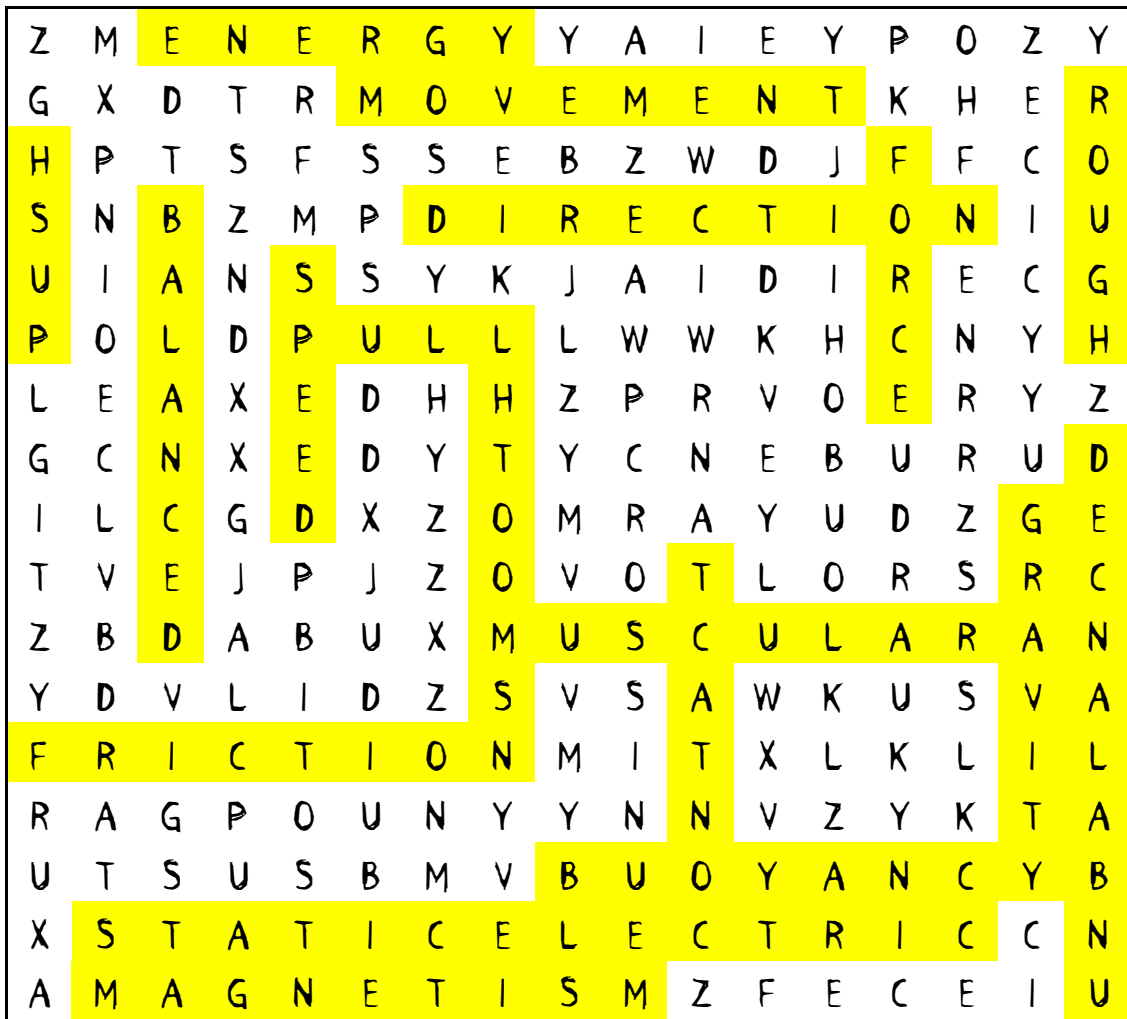 Z M E N E R G Y Y A I E Y P O Z Y
G X D T R M O V E M E N T K H E R
H P T S F S S E B Z W D J F F C O
S N B Z M P D I R E C T I O N I U
U I A N S S Y K J A I D I R E C G
P O L D P U L L L W W K H C N Y H
L E A X E D H H Z P R V O E R Y Z
G C N X E D Y T Y C N E B U R U D
I L C G D X Z O M R A Y U D Z G E
T V E J P J Z O V O T L O R S R C
Z B D A B U X M U S C U L A R A N
Y D V L I D Z S V S A W K U S V A
F R I C T I O N M I T X L K L I L
R A G P O U N Y Y N N V Z Y K T A
U T S U S B M V B U O Y A N C Y B
X S T A T I C E L E C T R I C C N
A M A G N E T I S M Z F E C E I U